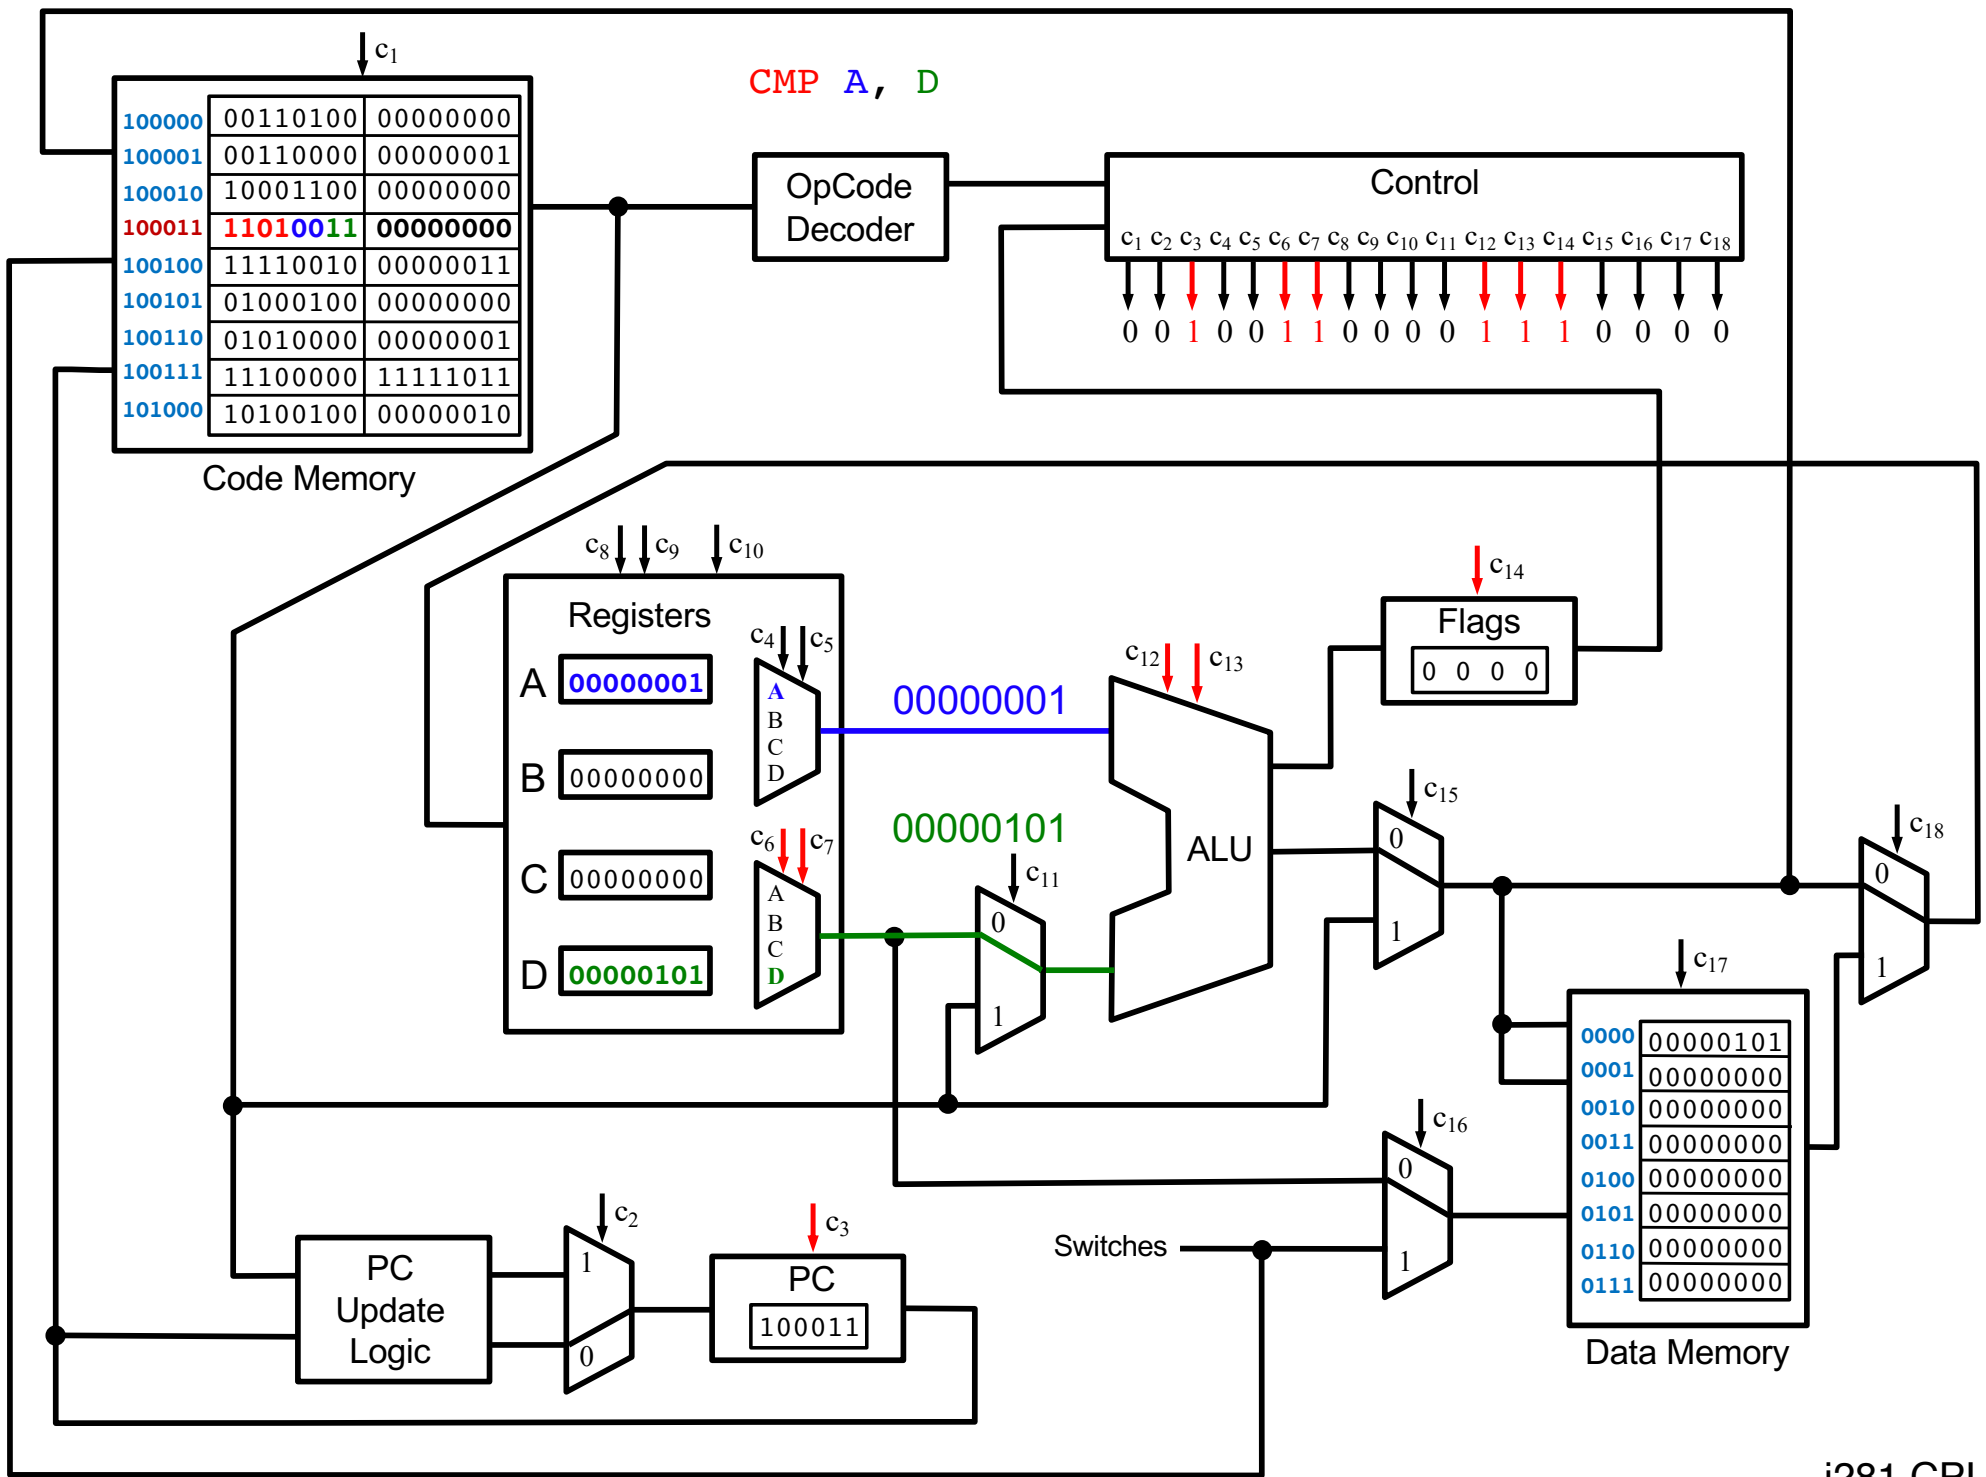 c1
CMP A, D
100000 00110100 00000000
100001 00110000 00000001
100010 10001100 00000000
100011 11010011 00000000
100100 11110010 00000011
100101 01000100 00000000
100110 01010000 00000001
100111 11100000 11111011
101000 10100100 00000010
Code Memory
OpCode
Decoder
Control
c1 c2 c3 c4 c5 c6 c7 c8 c9 c10 c11 c12 c13 c14 c15 c16 c17 c18
0 0 1 0 0 1 1 0 0 0 0 1 1 1 0 0 0 0
c8 c9 c10
Registers
A 00000001
B 00000000
C 00000000
D 00000101
c4 c5
A
B
C
D
c6 c7
A
B
C
D
00000001
00000101
c11
0
1
c12 c13
ALU
c14
Flags
0 0 0 0
c15
0
1
c18
0
1
c17
0000 00000101
0001 00000000
0010 00000000
0011 00000000
0100 00000000
0101 00000000
0110 00000000
0111 00000000
Data Memory
c16
0
1
Switches
PC
Update
Logic
c2
1
0
c3
PC
100011